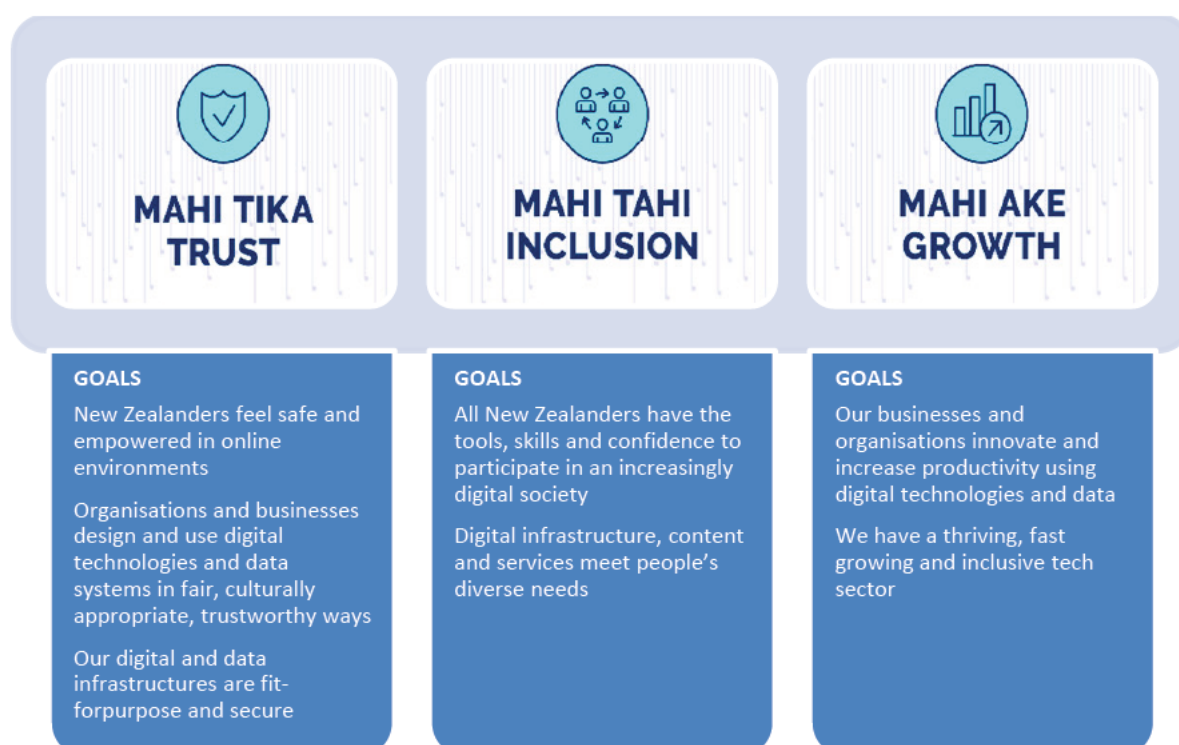 MAHI TIKA
TRUST
GOALS
New Zealanders feel safe and
empowered in online
environments
Organisations and businesses
design and use digital
technologies and data
systems in fair, culturally
appropriate, trustworthy ways
Our digital and data
infrastructures are fit-
forpurpose and secure
MAHI TAHI
INCLUSION
GOALS
All New Zealanders have the
tools, skills and confidence to
participate in an increasingly
digital society
Digital infrastructure, content
and services meet people’s
diverse needs
MAHI AKE
GROWTH
GOALS
Our businesses and
organisations innovate and
increase productivity using
digital technologies and data
We have a thriving, fast
growing and inclusive tech
sector